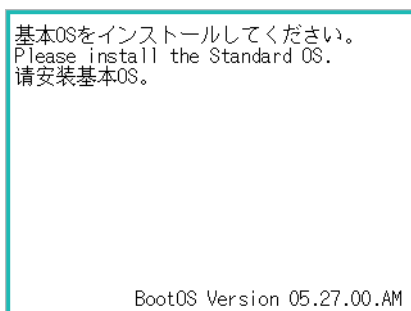 基本OSをインストールしてください。
Please install the Standard OS.
请安装基本OS。
BootOS Version 05.27.00.AM